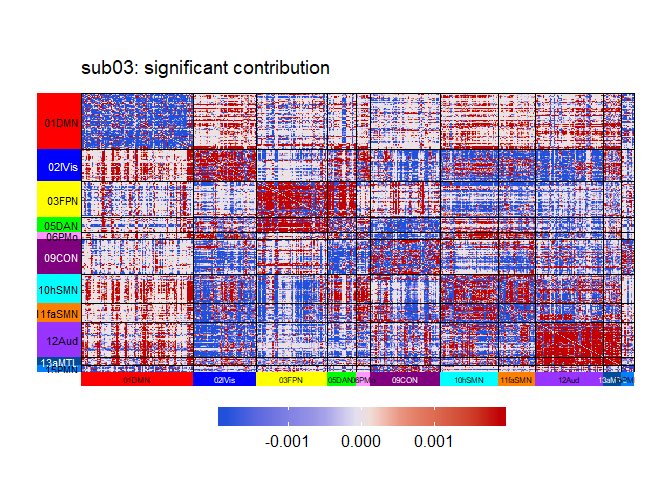 sub03: significant contribution
01DMN
02lVis
03FPN
05DAN
06PMo
09CON
10hSMN
11faSMN
12Aud
13aMTL
01DMN
02lVis
03FPN
05DAN
09CON
10hSMN
11faSMN
12Aud
-0.001 0.000 0.001